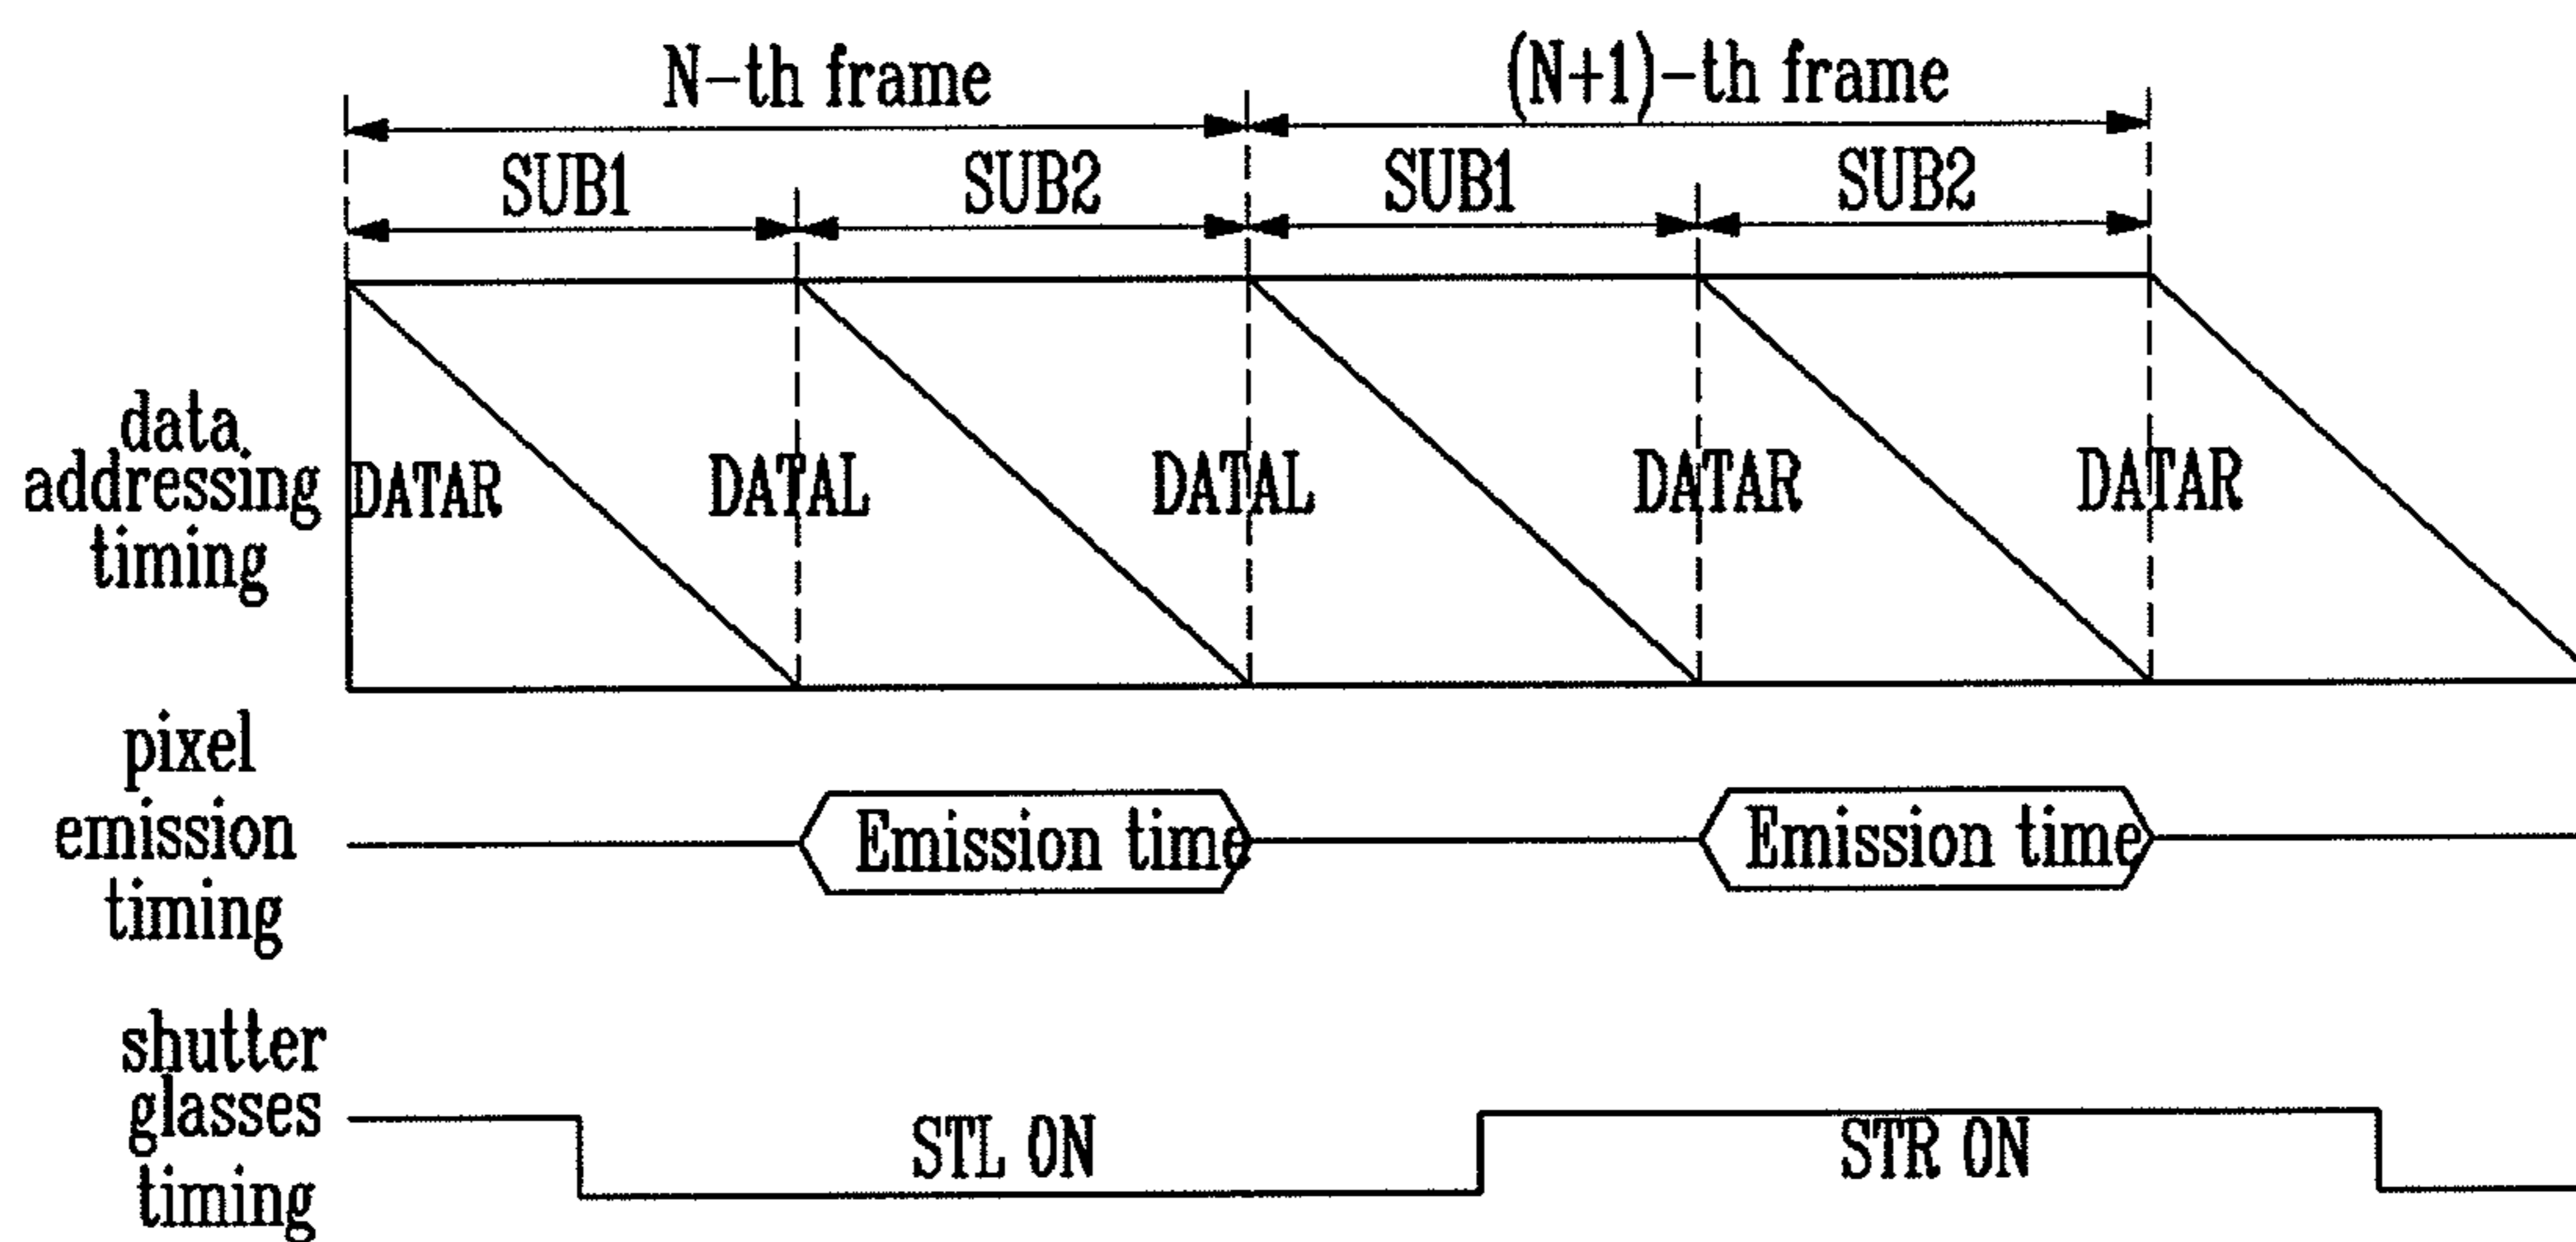 N-th frame
(N+1)-th frame
SUB1
SUB2
SUB1
SUB2
data
addressing
timing
DATAR
DATAL
DATAL
DATAR
DATAR
pixel
emission
timing
Emission time
Emission time
shutter
glasses
timing
STL ON
STR ON